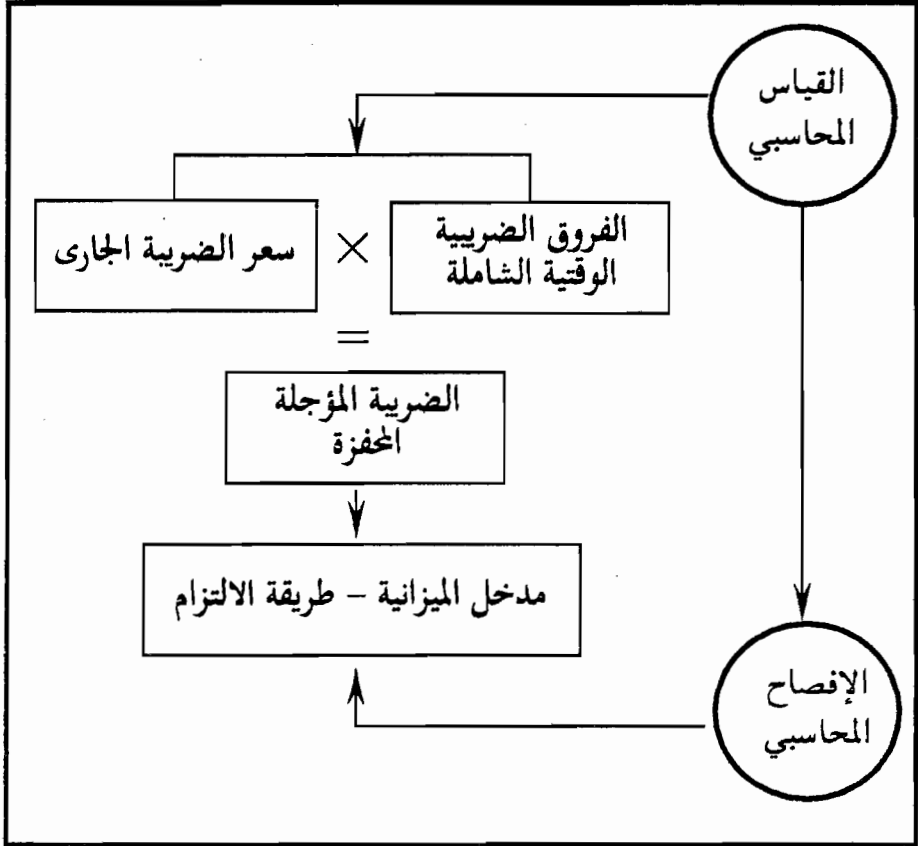 القياس
المحاسبي
الفروق الضريبية
الوقتية الشاملة
×
سعر الضريبة الجارى
=
الضريبة المؤجلة
المحفزة
مدخل الميزانية – طريقة الالتزام
الإفصاح
المحاسبي